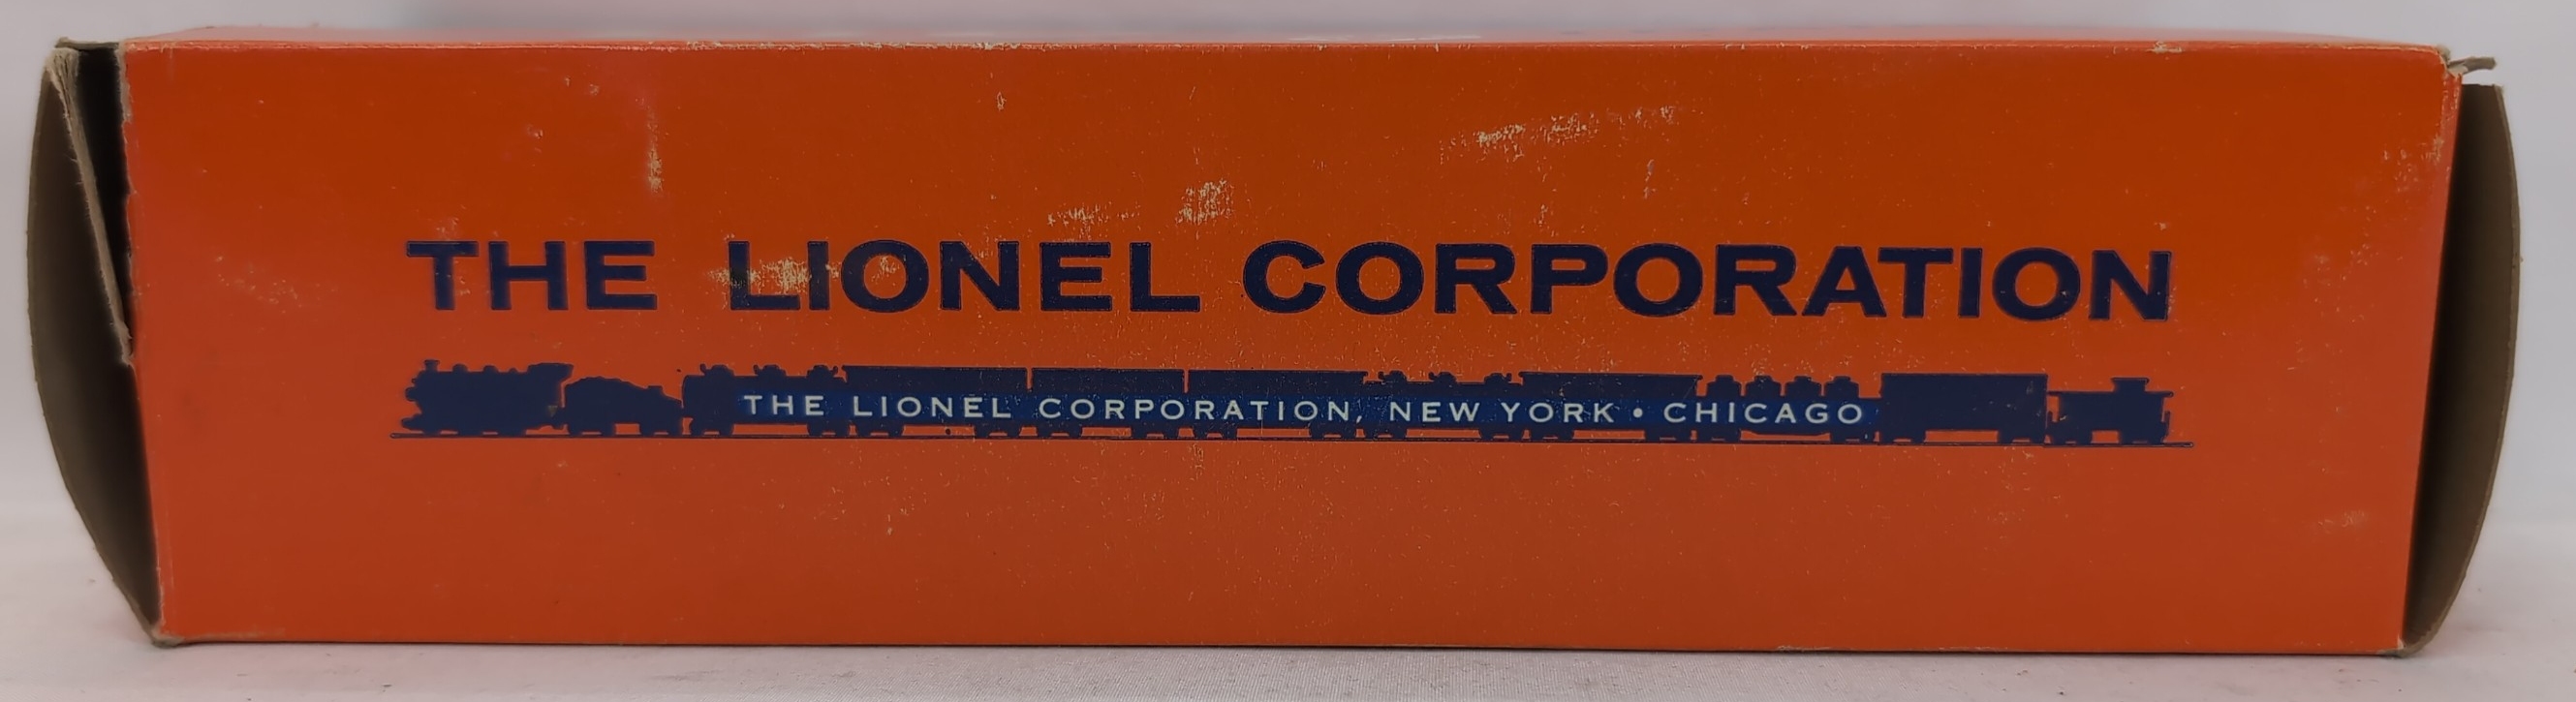 THE LIONEL CORPORATION
THE LIONEL CORPORATION, NEW YORK • CHICAGO